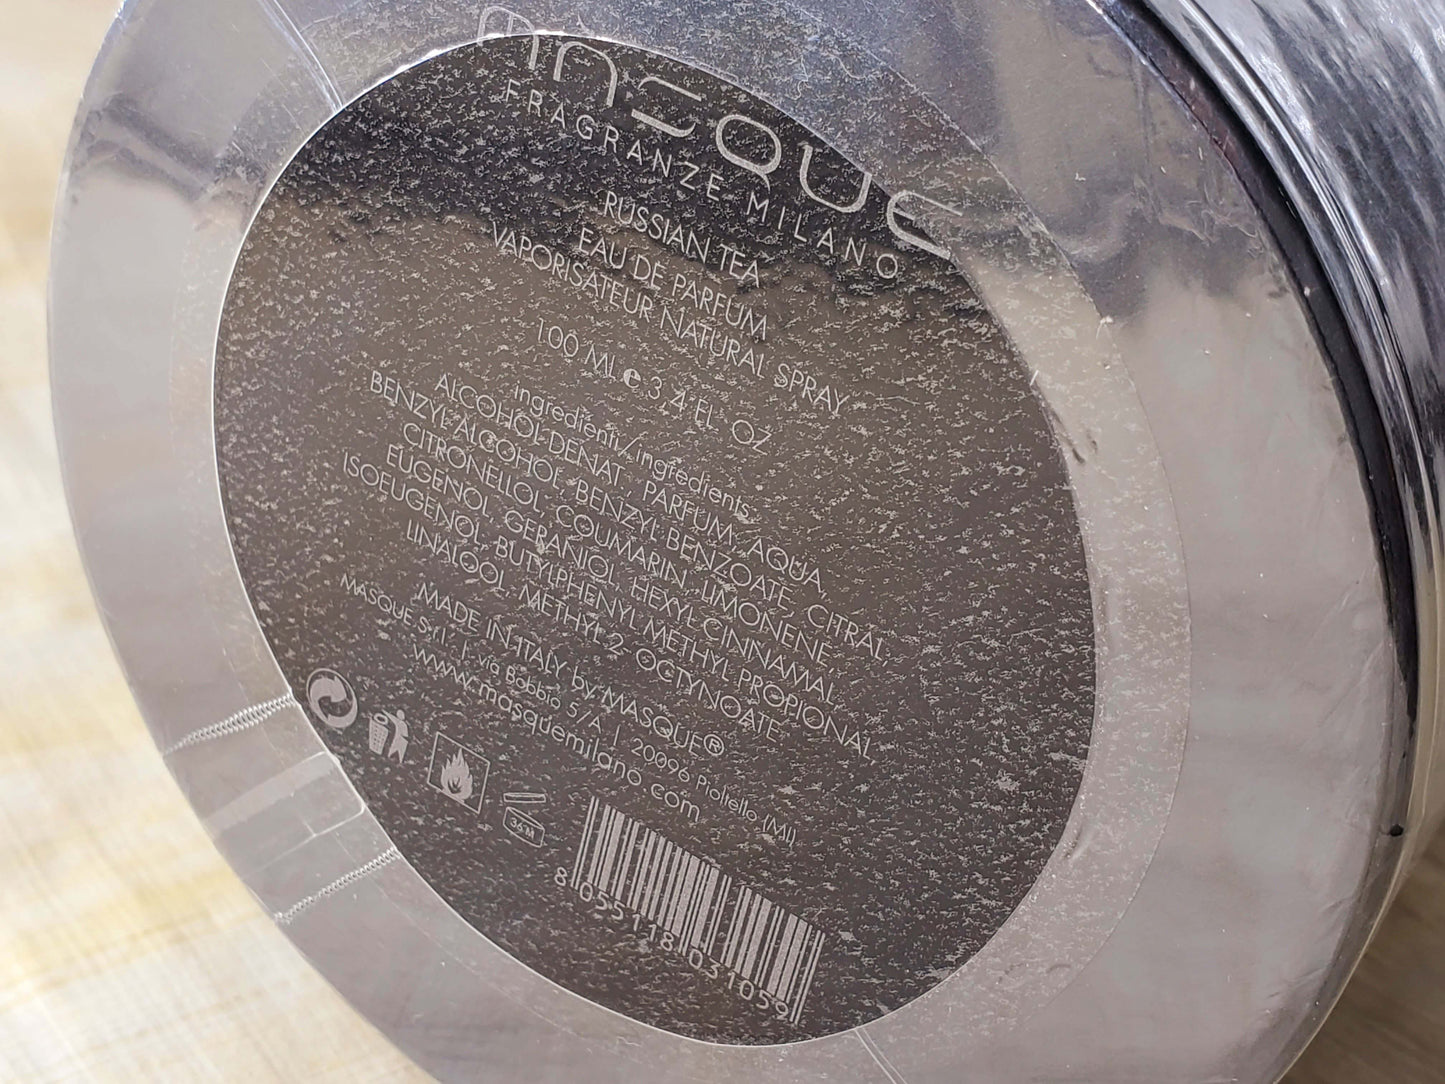 masque
FRAGRANZE MILANO
RUSSIAN TEA
EAU DE PARFUM
VAPORISATEUR NATURAL SPRAY
100 ML e 3.4 FL. OZ
ingredienti / ingredients:
ALCOHOL DENAT., PARFUM, AQUA,
BENZYL ALCOHOL, BENZYL BENZOATE, CITRAL,
CITRONELLOL, COUMARIN, LIMONENE,
EUGENOL, GERANIOL, HEXYL CINNAMAL,
ISOEUGENOL, BUTYLPHENYL METHYL PROPIONAL,
LINALOOL, METHYL 2, OCTYNOATE
MADE IN ITALY by MASQUE®
MASQUE S.r.l. | via Bobbio 5/A | 20096 Pioltello (MI)
www.masquemilano.com
36 M
8 055118 031059